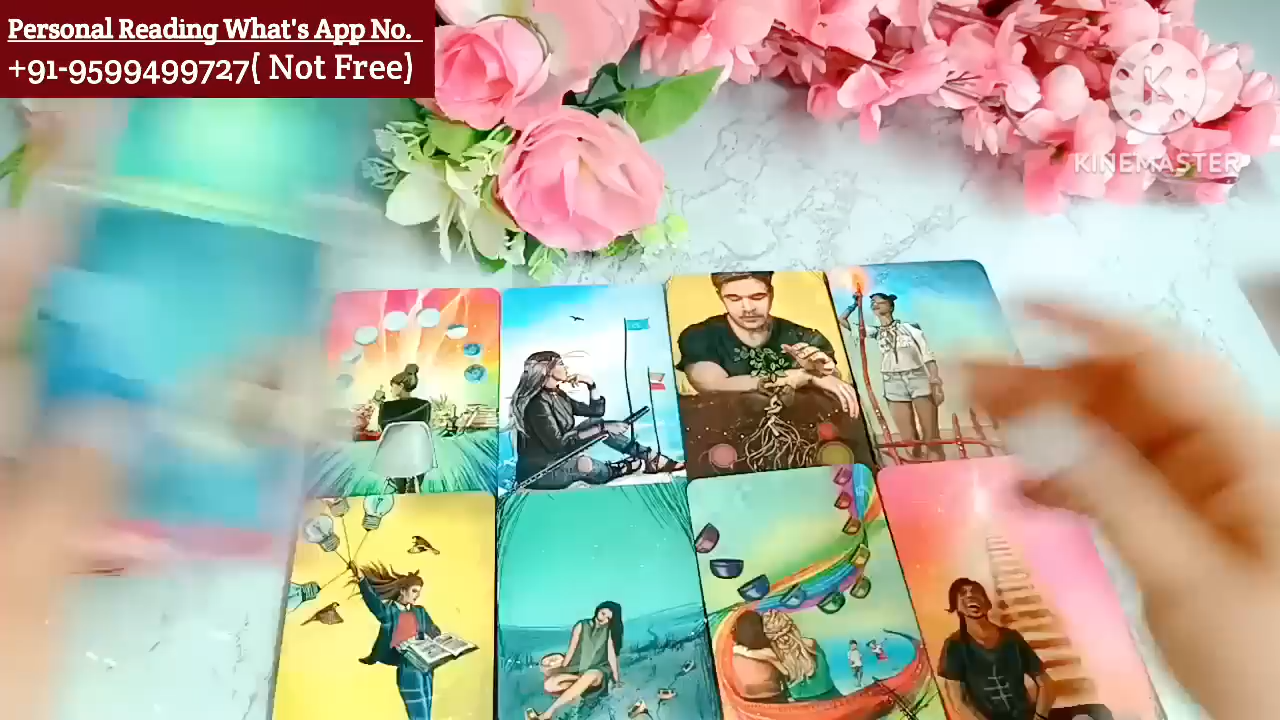 Personal Reading What's App No.
+91-9599499727( Not Free)
K
KINEMASTER